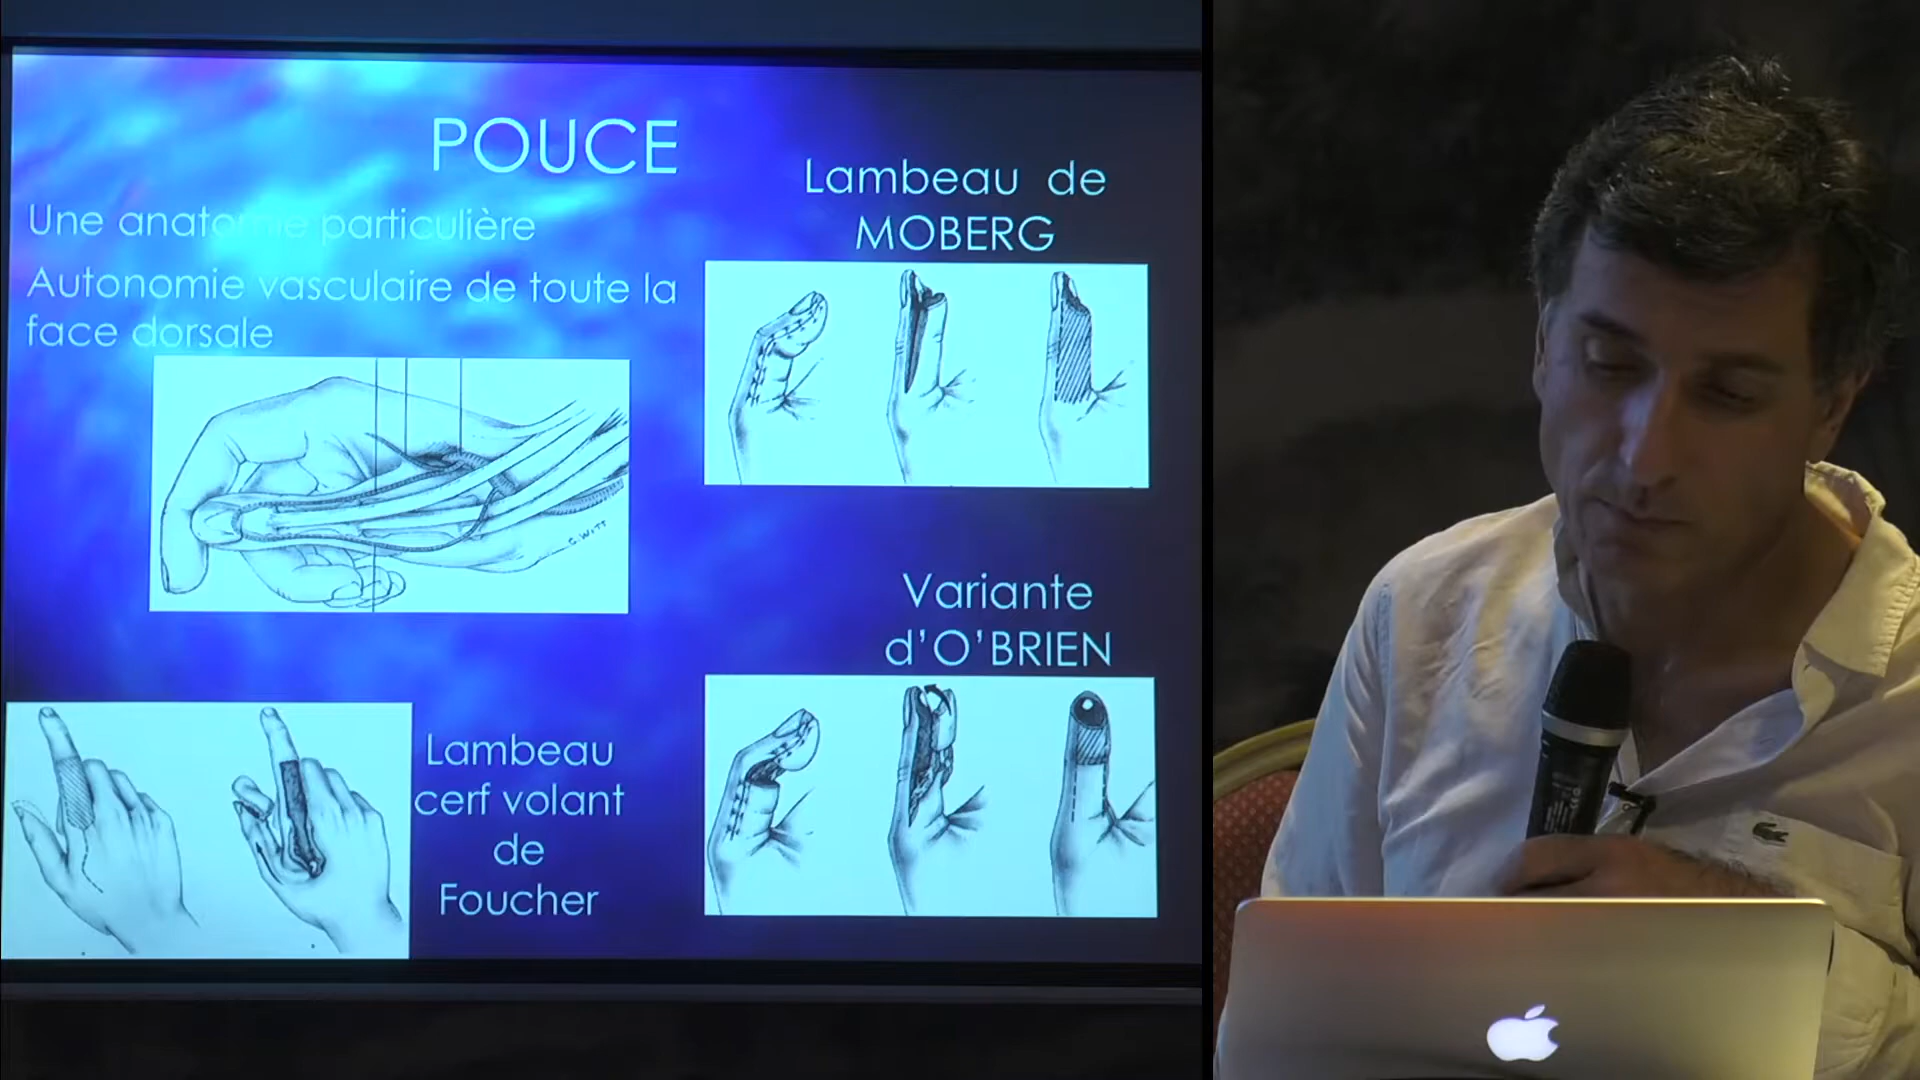 POUCE
Une anatomie particulière
Autonomie vasculaire de toute la
face dorsale
Lambeau de
MOBERG
G. WITT
Variante
d'O'BRIEN
Lambeau
cerf volant
de
Foucher